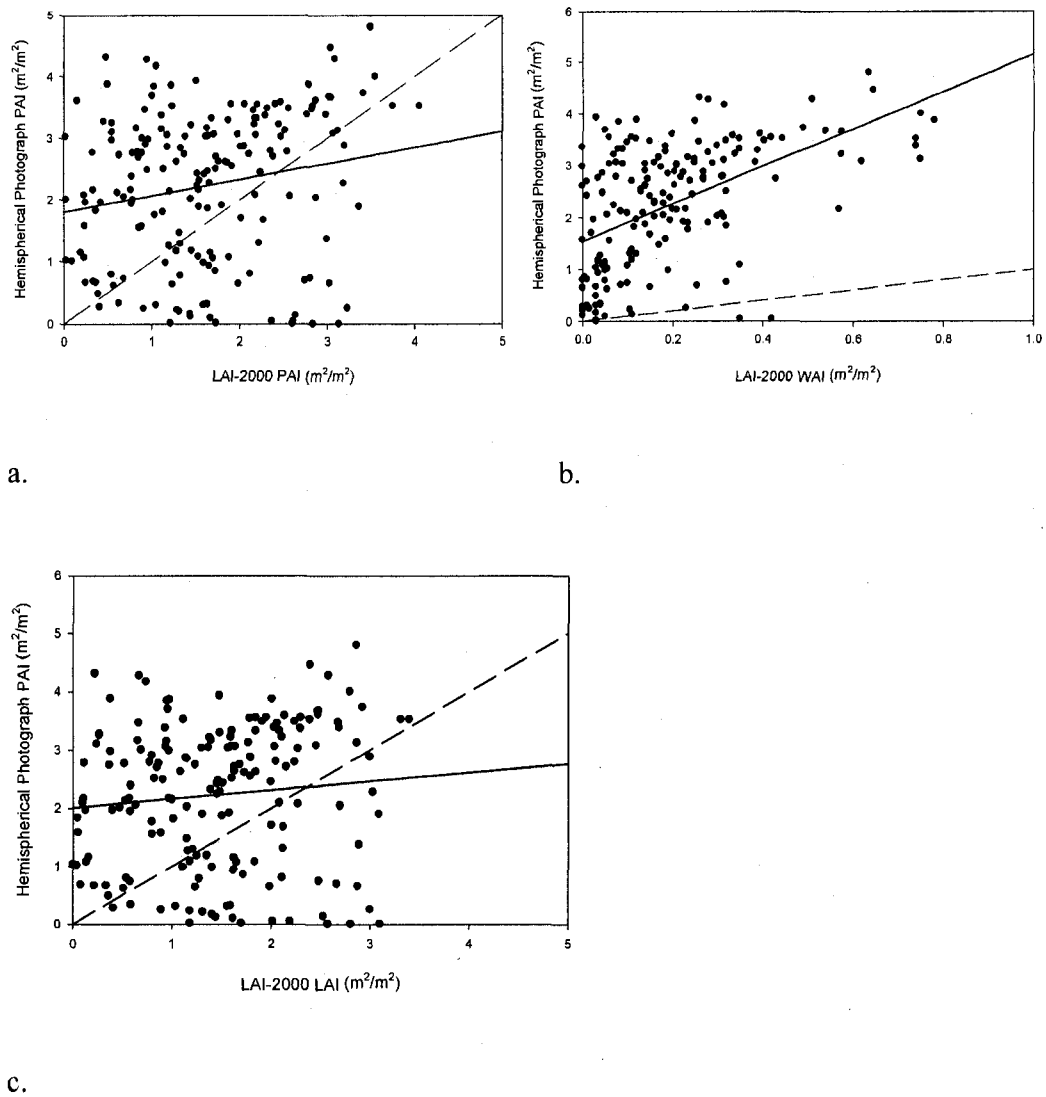 5
4
3
2
1
0
Hemispherical Photograph PAI (m²/m²)
0 1 2 3 4 5
LAI-2000 PAI (m²/m²)
a.
6
5
4
3
2
1
0
Hemispherical Photograph PAI (m²/m²)
0.0 0.2 0.4 0.6 0.8 1.0
LAI-2000 WAI (m²/m²)
b.
6
5
4
3
2
1
0
Hemispherical Photograph PAI (m²/m²)
0 1 2 3 4 5
LAI-2000 LAI (m²/m²)
c.